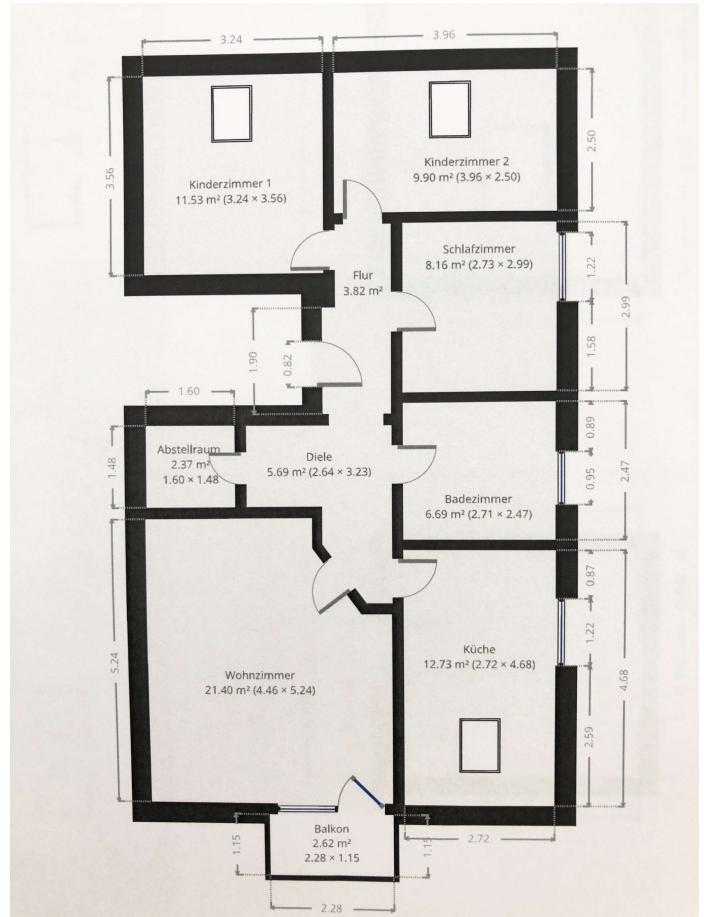 3.24
3.96
3.56
2.50
Kinderzimmer 1
11.53 m² (3.24 × 3.56)
Kinderzimmer 2
9.90 m² (3.96 × 2.50)
Schlafzimmer
8.16 m² (2.73 × 2.99)
1.22
2.99
1.58
Flur
3.82 m²
1.90
0.82
1.60
Abstellraum
2.37 m²
1.60 × 1.48
1.48
Diele
5.69 m² (2.64 × 3.23)
0.89
0.95
2.47
Badezimmer
6.69 m² (2.71 × 2.47)
0.87
1.22
4.68
2.59
Küche
12.73 m² (2.72 × 4.68)
5.24
Wohnzimmer
21.40 m² (4.46 × 5.24)
Balkon
2.62 m²
2.28 × 1.15
1.15
1.15
2.72
2.28